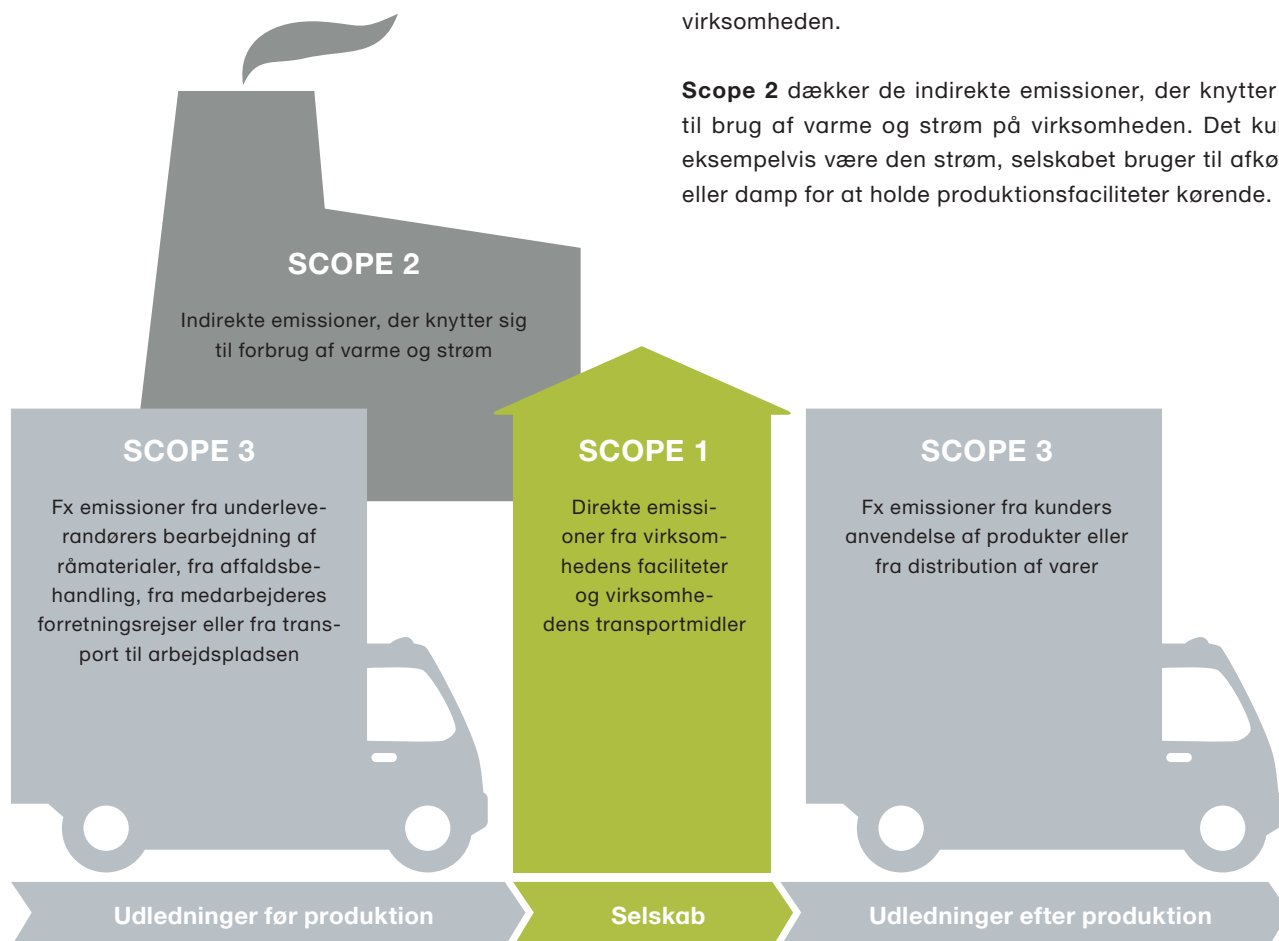 virksomheden.
Scope 2 dækker de indirekte emissioner, der knytter
til brug af varme og strøm på virksomheden. Det
eksempelvis være den strøm, selskabet bruger til
eller damp for at holde produktionsfaciliteter kørende.
SCOPE 2
Indirekte emissioner, der knytter sig
til forbrug af varme og strøm
SCOPE 3
Fx emissioner fra underleve-
randørers bearbejdning af
råmaterialer, fra affaldsbe-
handling, fra medarbejderes
forretningsrejser eller fra trans-
port til arbejdspladsen
SCOPE 1
Direkte emissi-
oner fra virksom-
hedens faciliteter
og virksomhe-
dens transportmidler
SCOPE 3
Fx emissioner fra kunders
anvendelse af produkter eller
fra distribution af varer
Udledninger før produktion
Selskab
Udledninger efter produktion